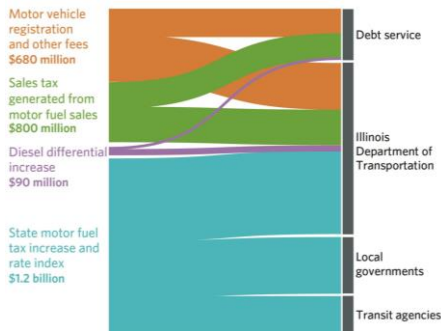 Motor vehicle
registration
and other fees
$680 million
Sales tax
generated from
motor fuel sales
$800 million
Diesel differential
increase
$90 million
State motor fuel
tax increase and
rate index
$1.2 billion
Debt service
Illinois
Department of
Transportation
Local
governments
Transit agencies